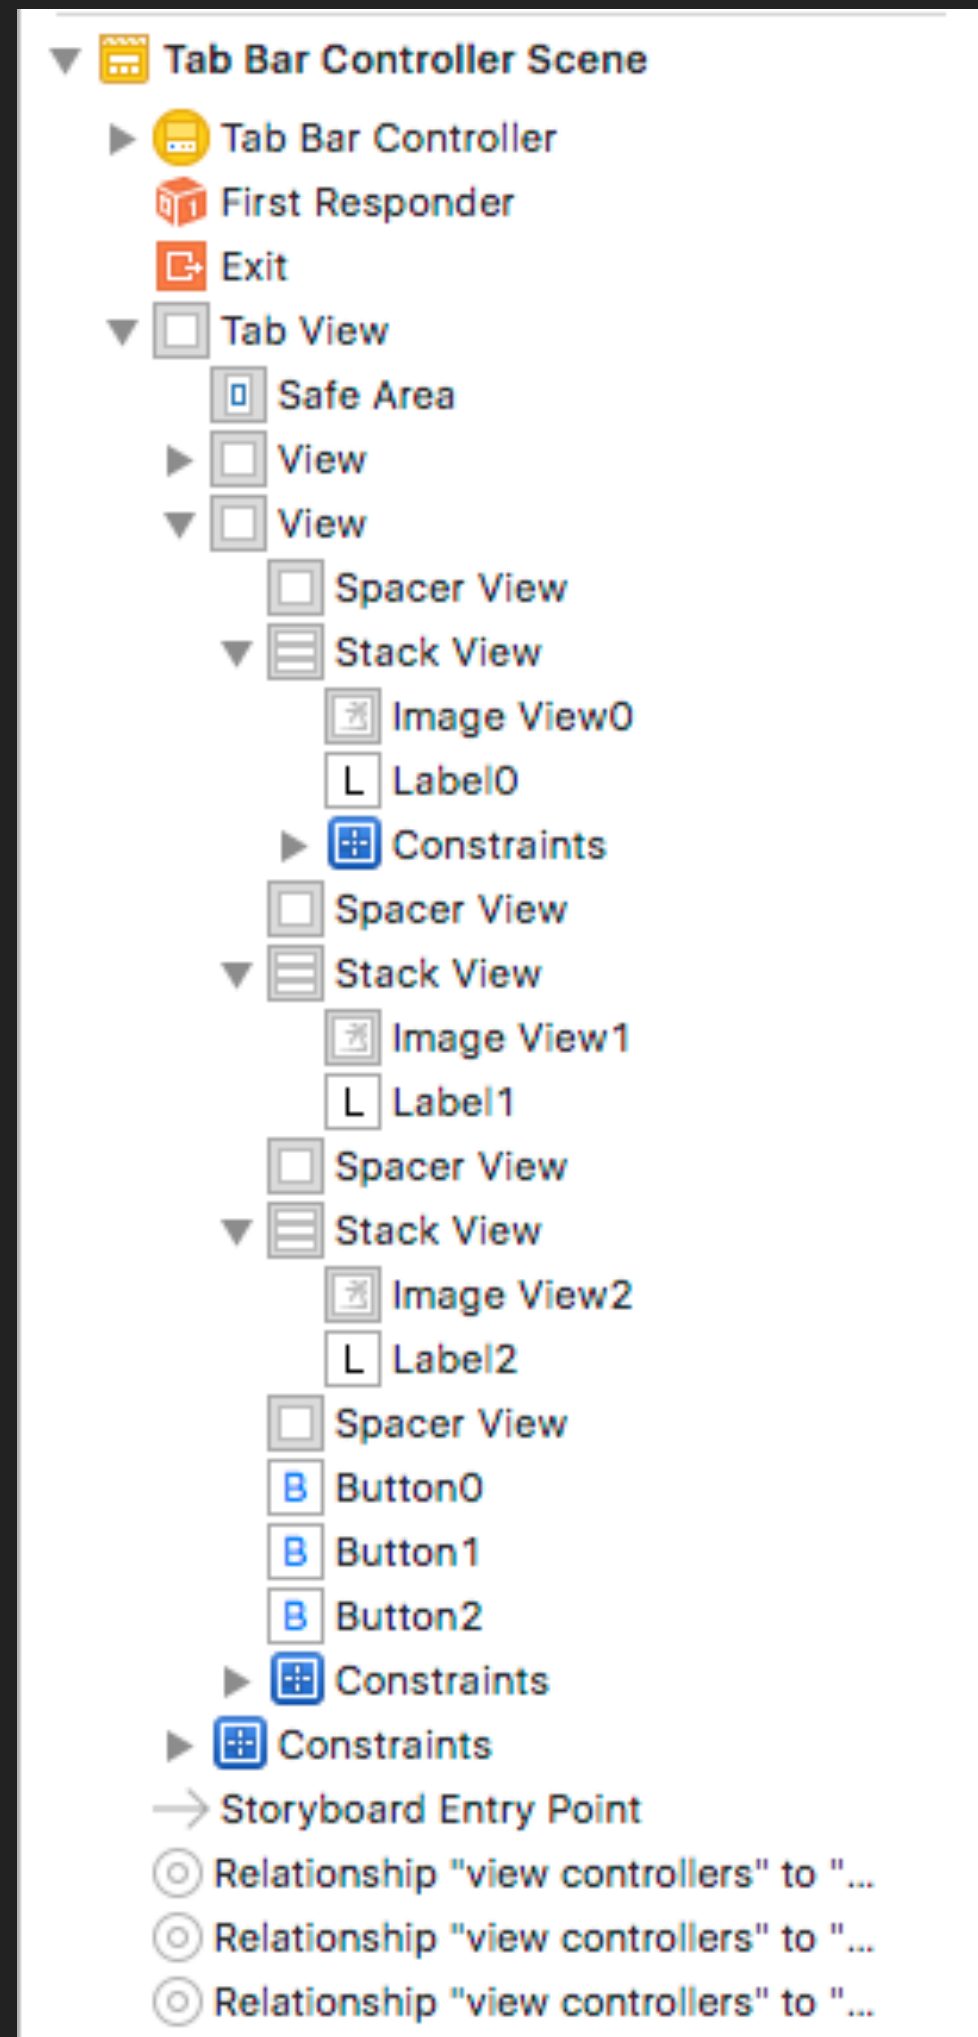 Tab Bar Controller Scene
Tab Bar Controller
First Responder
Exit
Tab View
Safe Area
View
View
Spacer View
Stack View
Image View0
L Label0
Constraints
Spacer View
Stack View
Image View1
L Label1
Spacer View
Stack View
Image View2
L Label2
Spacer View
B Button0
B Button1
B Button2
Constraints
Constraints
Storyboard Entry Point
Relationship "view controllers" to "...
Relationship "view controllers" to "...
Relationship "view controllers" to "...